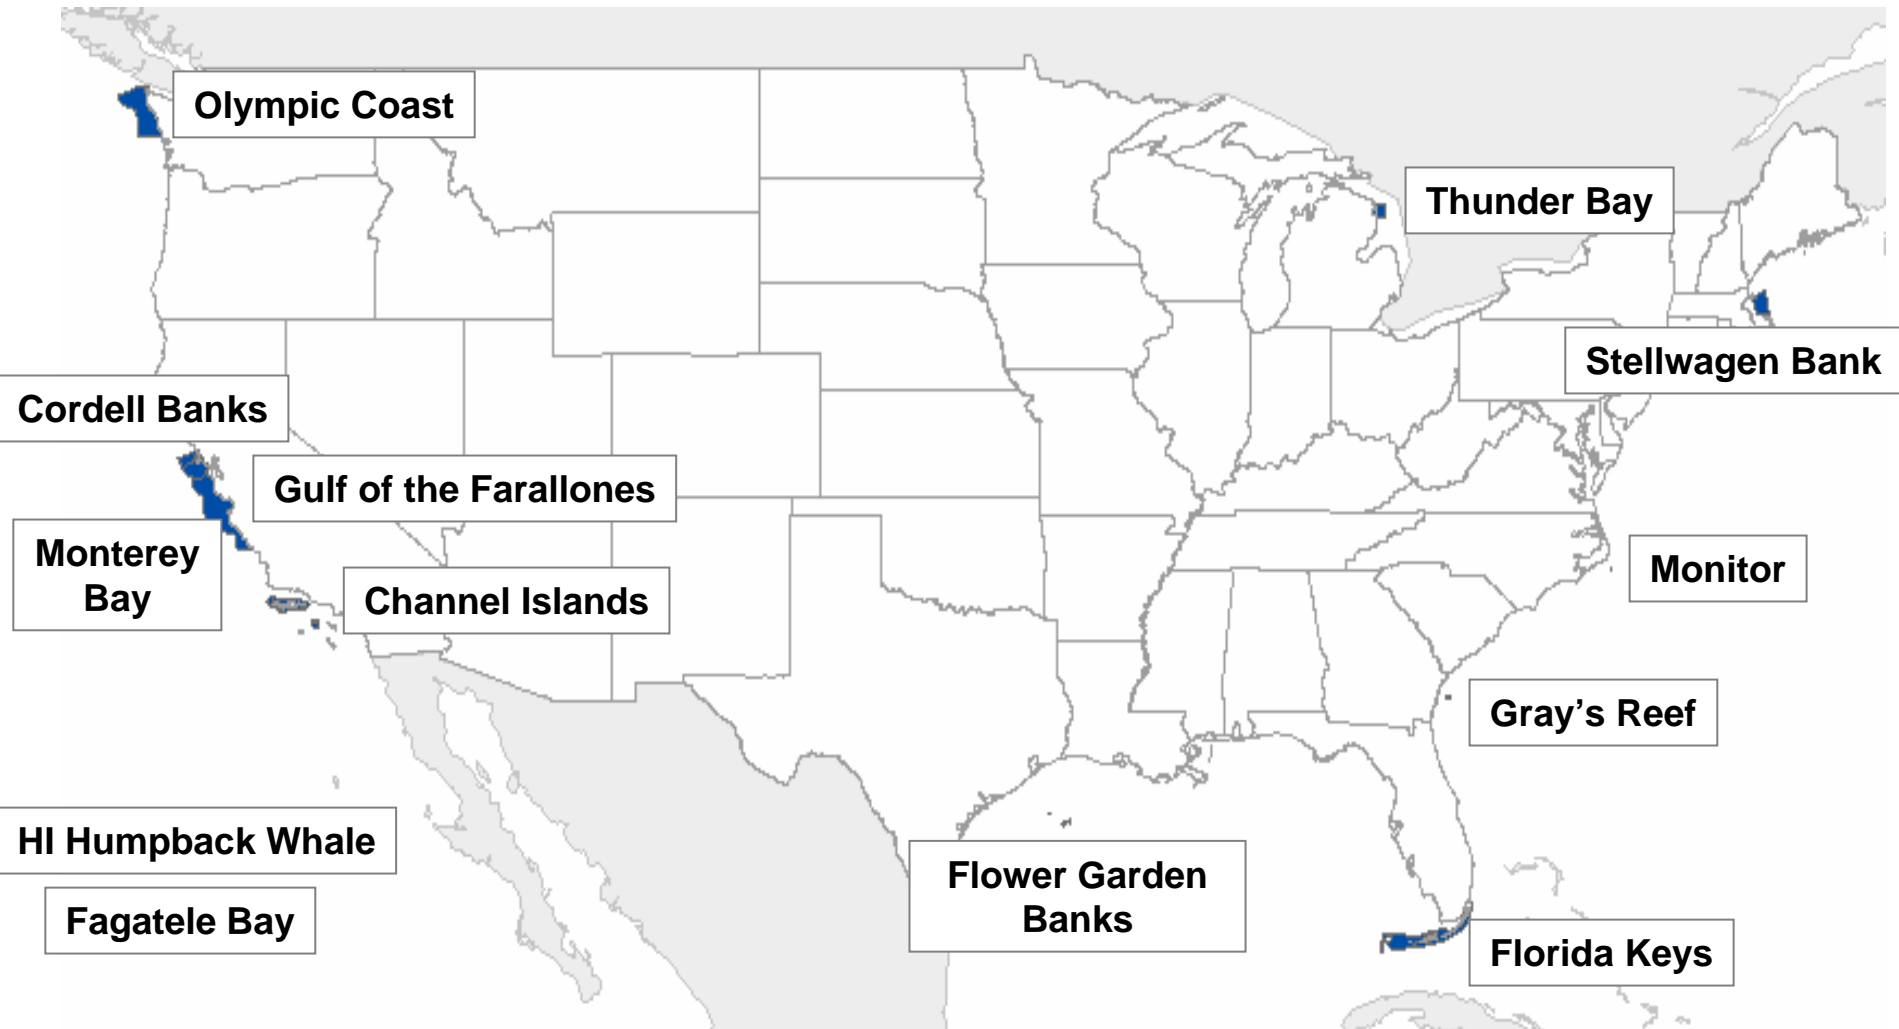 Olympic Coast
Thunder Bay
Stellwagen Bank
Cordell Banks
Gulf of the Farallones
Monterey
Bay
Monitor
Channel Islands
Gray’s Reef
HI Humpback Whale
Flower Garden
Banks
Fagatele Bay
Florida Keys